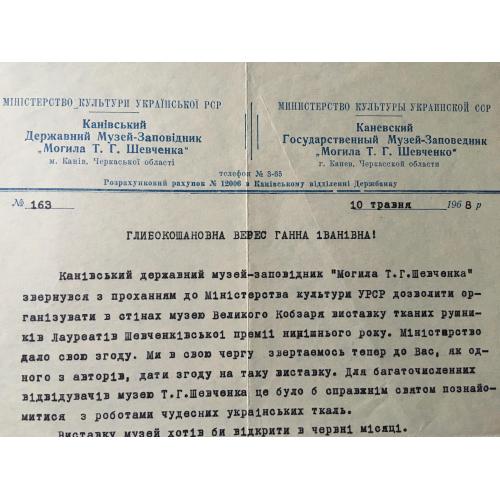 МІНІСТЕРСТВО КУЛЬТУРИ УКРАЇНСЬКОЇ РСР
Канівський
Державний Музей-Заповідник
„Могила Т. Г. Шевченка"
м. Канів, Черкаської області
МИНИСТЕРСТВО КУЛЬТУРЫ УКРАИНСКОЙ ССР
Каневский
Государственный Музей-Заповедник
„Могила Т. Г. Шевченко"
г. Канев, Черкасской области
телефон № 3-65
Розрахунковий рахунок № 12006 в Канівському відділенні Держбанку
№ 163 10 травня 1968 р
ГЛИБОКОШАНОВНА ВЕРЕС ГАННА ІВАНІВНА!
Канівський державний музей-заповідник "Могила Т.Г.Шевченка"
звернувся з проханням до Міністерства культури УРСР дозволити ор-
ганізувати в стінах музею Великого Кобзаря виставку тканих рушни-
ків Лауреатів Шевченківської премії нинішнього року. Міністерство
дало свою згоду. Ми в свою чергу звертаємось тепер до Вас, як од-
ного з авторів, дати згоду на таку виставку. Для багаточисленних
відвідувачів музею Т.Г.Шевченка це було б справжнім святом познайо-
митися з роботами чудесних українських ткаль.
Виставку музей хотів би відкрити в червні місяці.